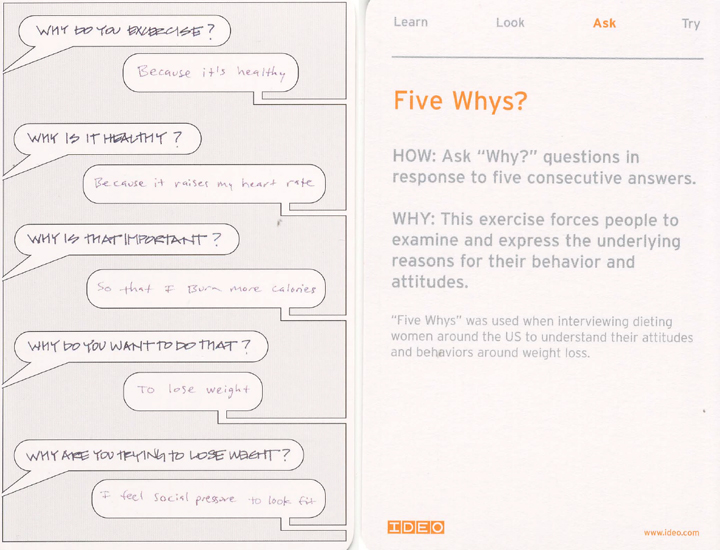 WHY DO YOU EXCERCISE?
Because it's healthy
WHY IS IT HEALTHY?
Because it raises my heart rate
WHY IS THAT IMPORTANT?
So that I Burn more calories
WHY DO YOU WANT TO DO THAT?
To lose weight
WHY ARE YOU TRYING TO LOSE WEIGHT?
I feel social pressure to look fit
Learn Look Ask Try
Five Whys?
HOW: Ask “Why?” questions in
response to five consecutive answers.
WHY: This exercise forces people to
examine and express the underlying
reasons for their behavior and
attitudes.
“Five Whys” was used when interviewing dieting
women around the US to understand their attitudes
and behaviors around weight loss.
IDEO
www.ideo.com